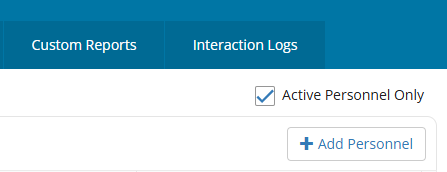 Custom Reports Interaction Logs
Active Personnel Only
Add Personnel